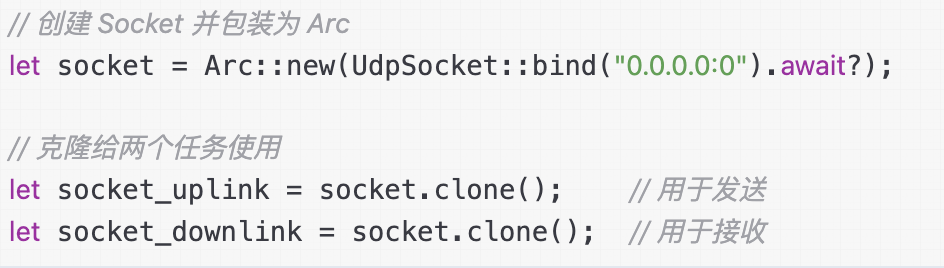 // 创建 Socket 并包装为 Arc
let socket = Arc::new(UdpSocket::bind("0.0.0.0:0").await?);
// 克隆给两个任务使用
let socket_uplink = socket.clone();    // 用于发送
let socket_downlink = socket.clone();  // 用于接收